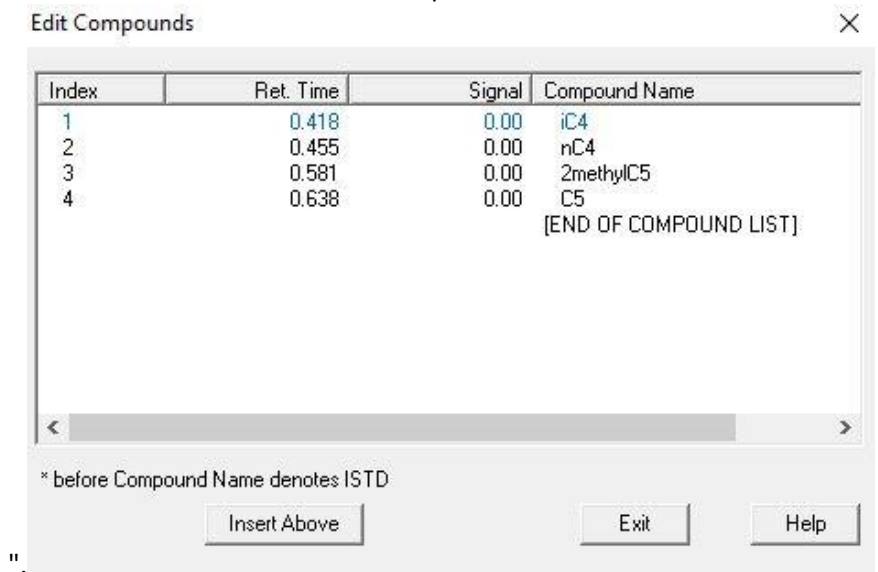 Edit Compounds
Index Ret. Time Signal Compound Name
1 0.418 0.00 iC4
2 0.455 0.00 nC4
3 0.581 0.00 2methylC5
4 0.638 0.00 C5
[END OF COMPOUND LIST]
* before Compound Name denotes ISTD
Insert Above Exit Help
".